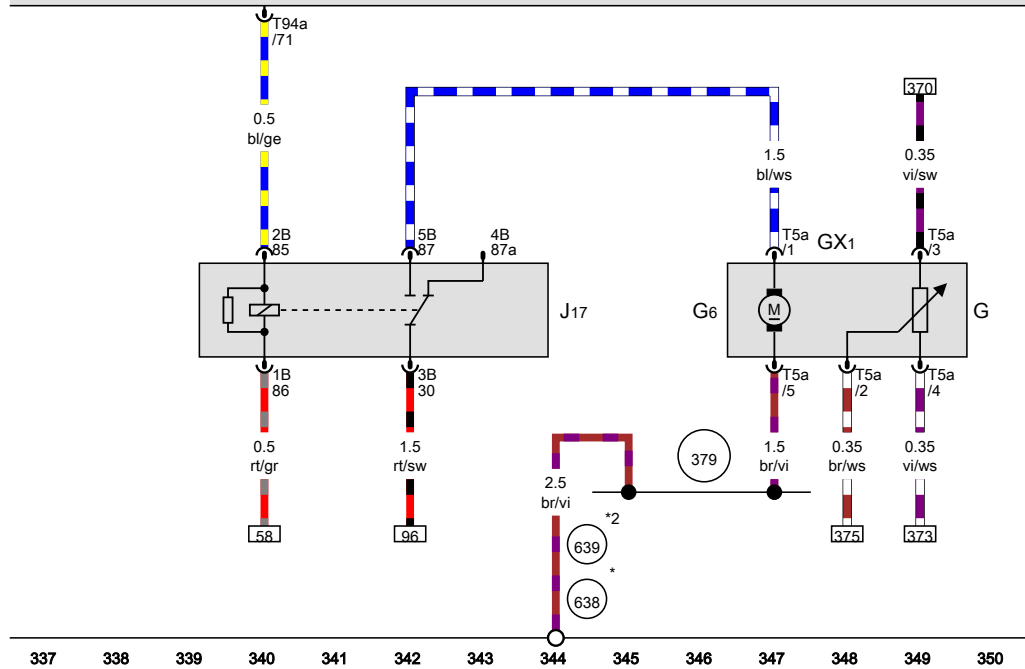 T94a
/71
0.5
bl/ge
370
1.5
bl/ws
0.35
vi/sw
2B
85
5B
87
4B
87a
T5a
/1
GX1
T5a
/3
J17
G6
M
G
1B
86
3B
30
T5a
/5
T5a
/2
T5a
/4
0.5
rt/gr
1.5
rt/sw
2.5
br/vi
379
1.5
br/vi
0.35
br/ws
0.35
vi/ws
*2
58
96
639
375
373
*
638
337 338 339 340 341 342 343 344 345 346 347 348 349 350